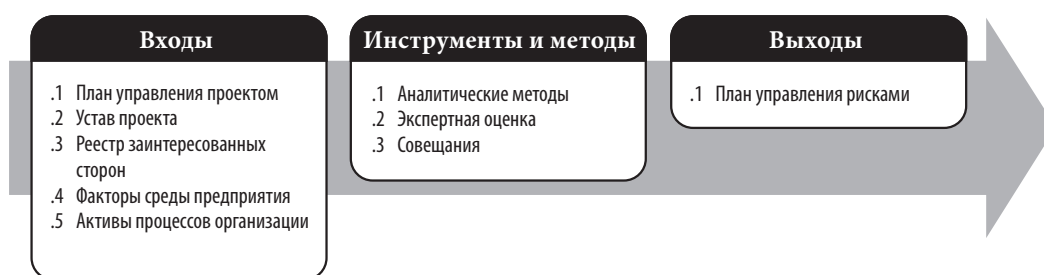 Входы
.1 План управления проектом
.2 Устав проекта
.3 Реестр заинтересованных
сторон
.4 Факторы среды предприятия
.5 Активы процессов организации
Инструменты и методы
.1 Аналитические методы
.2 Экспертная оценка
.3 Совещания
Выходы
.1 План управления рисками